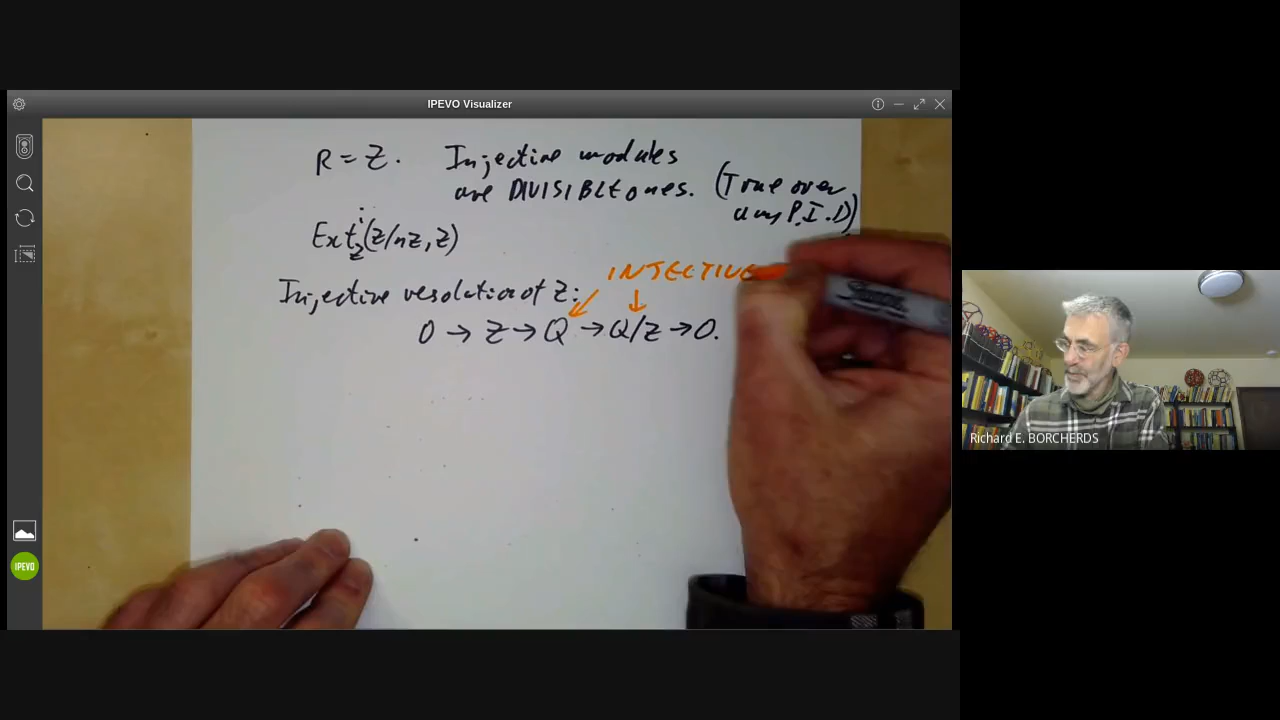 IPEVO Visualizer
R = Z. Injective modules
are DIVISIBLE ones. (True over
any P.I.D)
Ext^i_Z(Z/nZ, Z)
INJECTIVE
Injective resolution of Z:
0 → Z → Q → Q/Z → 0.
Richard E. BORCHERDS
IPEVO